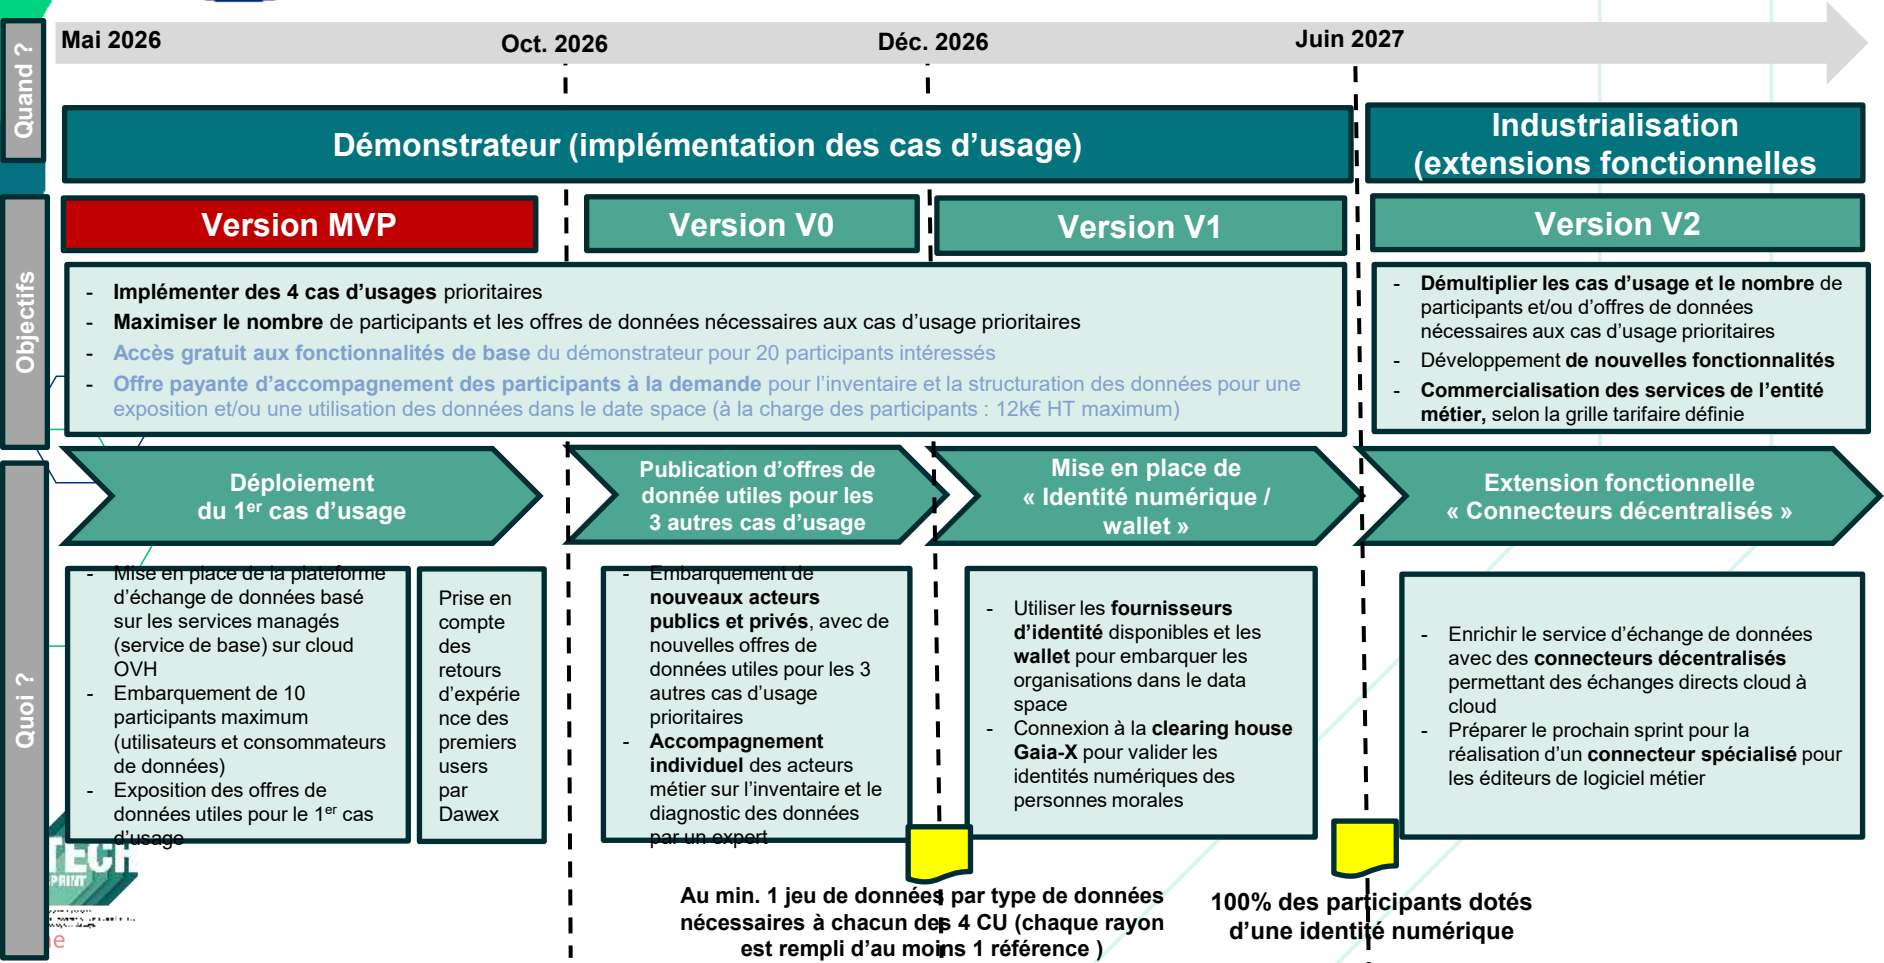 Quand ?
Mai 2026
Oct. 2026
Déc. 2026
Juin 2027
Démonstrateur (implémentation des cas d’usage)
Industrialisation
(extensions fonctionnelles
Objectifs
Version MVP
Version V0
Version V1
Version V2
- Implémenter des 4 cas d’usages prioritaires
- Maximiser le nombre de participants et les offres de données nécessaires aux cas d’usage prioritaires
- Accès gratuit aux fonctionnalités de base du démonstrateur pour 20 participants intéressés
- Offre payante d’accompagnement des participants à la demande pour l’inventaire et la structuration des données pour une
exposition et/ou une utilisation des données dans le date space (à la charge des participants : 12k€ HT maximum)
- Démultiplier les cas d’usage et le nombre de
participants et/ou d’offres de données
nécessaires aux cas d’usage prioritaires
- Développement de nouvelles fonctionnalités
- Commercialisation des services de l’entité
métier, selon la grille tarifaire définie
Quoi ?
Déploiement
du 1er cas d’usage
Publication d’offres de
donnée utiles pour les
3 autres cas d’usage
Mise en place de
« Identité numérique /
wallet »
Extension fonctionnelle
« Connecteurs décentralisés »
- Mise en place de la plateforme
d’échange de données basé
sur les services managés
(service de base) sur cloud
OVH
- Embarquement de 10
participants maximum
(utilisateurs et consommateurs
de données)
- Exposition des offres de
données utiles pour le 1er cas
d’usage
Prise en
compte
des
retours
d’expérie
nce des
premiers
users
par
Dawex
- Embarquement de
nouveaux acteurs
publics et privés, avec de
nouvelles offres de
données utiles pour les 3
autres cas d’usage
prioritaires
- Accompagnement
individuel des acteurs
métier sur l’inventaire et le
diagnostic des données
par un expert
- Utiliser les fournisseurs
d’identité disponibles et les
wallet pour embarquer les
organisations dans le data
space
- Connexion à la clearing house
Gaia-X pour valider les
identités numériques des
personnes morales
- Enrichir le service d’échange de données
avec des connecteurs décentralisés
permettant des échanges directs cloud à
cloud
- Préparer le prochain sprint pour la
réalisation d’un connecteur spécialisé pour
les éditeurs de logiciel métier
Au min. 1 jeu de données par type de données
nécessaires à chacun des 4 CU (chaque rayon
est rempli d’au moins 1 référence )
100% des participants dotés
d’une identité numérique
TECH
SPRINT